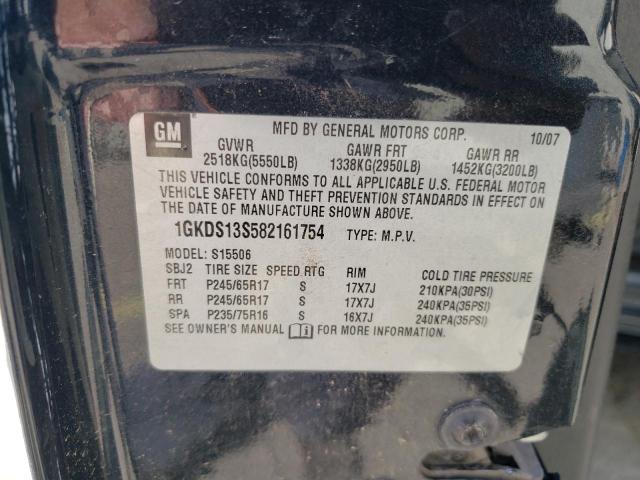 GM
MFD BY GENERAL MOTORS CORP. 10/07
GVWR GAWR FRT GAWR RR
2518KG(5550LB) 1338KG(2950LB) 1452KG(3200LB)
THIS VEHICLE CONFORMS TO ALL APPLICABLE U.S. FEDERAL MOTOR
VEHICLE SAFETY AND THEFT PREVENTION STANDARDS IN EFFECT ON
THE DATE OF MANUFACTURE SHOWN ABOVE.
1GKDS13S582161754 TYPE: M.P.V.
MODEL: S15506
SBJ2 TIRE SIZE SPEED RTG RIM COLD TIRE PRESSURE
FRT P245/65R17 S 17X7J 210KPA(30PSI)
RR P245/65R17 S 17X7J 240KPA(35PSI)
SPA P235/75R16 S 16X7J 240KPA(35PSI)
SEE OWNER'S MANUAL i FOR MORE INFORMATION